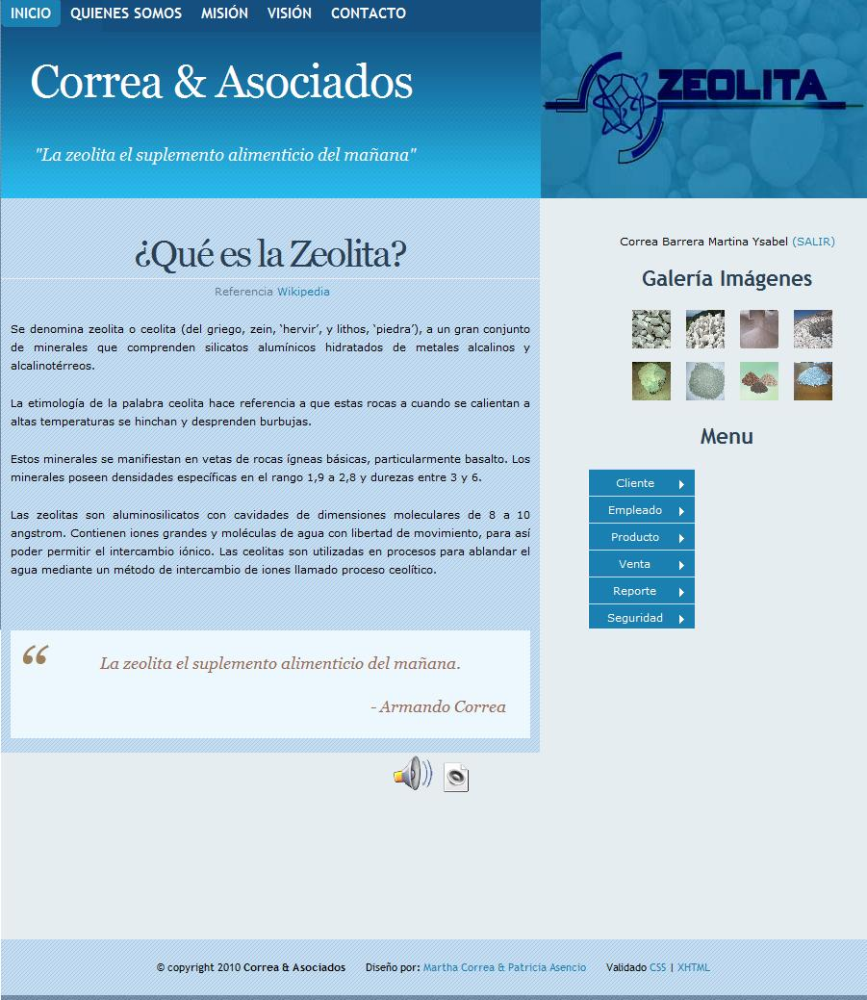 INICIO QUIENES SOMOS MISIÓN VISIÓN CONTACTO
Correa & Asociados
"La zeolita el suplemento alimenticio del mañana"
ZEOLITA
¿Qué es la Zeolita?
Referencia Wikipedia
Se denomina zeolita o ceolita (del griego, zein, ‘hervir’, y lithos, ‘piedra’), a un gran conjunto
de minerales que comprenden silicatos alumínicos hidratados de metales alcalinos y
alcalinotérreos.
La etimología de la palabra ceolita hace referencia a que estas rocas a cuando se calientan a
altas temperaturas se hinchan y desprenden burbujas.
Estos minerales se manifiestan en vetas de rocas ígneas básicas, particularmente basalto. Los
minerales poseen densidades específicas en el rango 1,9 a 2,8 y durezas entre 3 y 6.
Las zeolitas son aluminosilicatos con cavidades de dimensiones moleculares de 8 a 10
angstrom. Contienen iones grandes y moléculas de agua con libertad de movimiento, para así
poder permitir el intercambio iónico. Las ceolitas son utilizadas en procesos para ablandar el
agua mediante un método de intercambio de iones llamado proceso ceolítico.
“ La zeolita el suplemento alimenticio del mañana.
- Armando Correa
Correa Barrera Martina Ysabel (SALIR)
Galería Imágenes
Menu
Cliente
Empleado
Producto
Venta
Reporte
Seguridad
© copyright 2010 Correa & Asociados Diseño por: Martha Correa & Patricia Asencio Validado CSS | XHTML